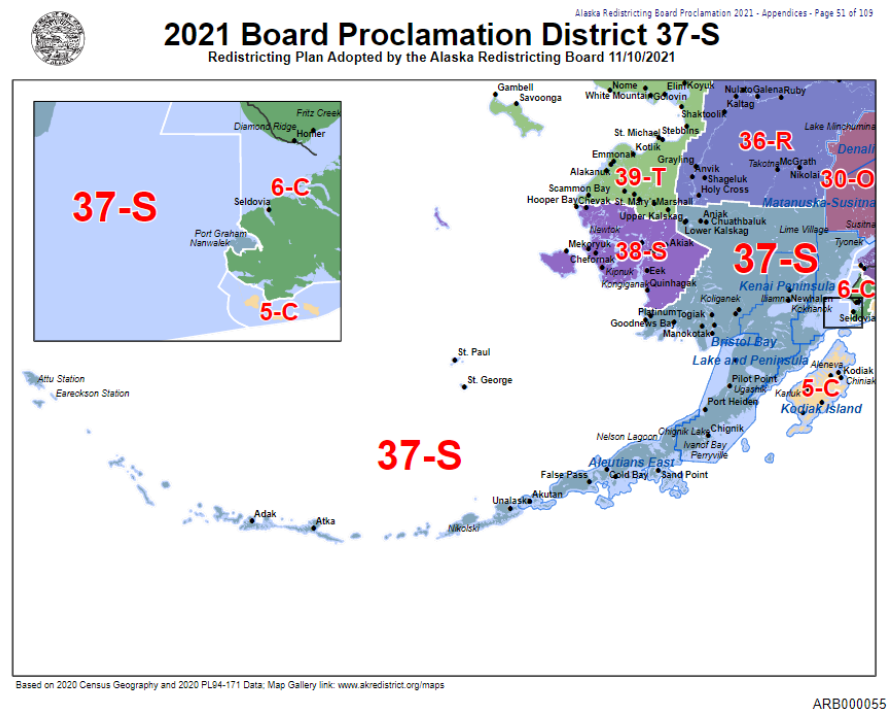 Alaska Redistricting Board Proclamation 2021 - Appendices - Page 51 of 109
2021 Board Proclamation District 37-S
Redistricting Plan Adopted by the Alaska Redistricting Board 11/10/2021
Fritz Creek
Diamond Ridge
Homer
37-S
6-C
Seldovia
Port Graham
Nanwalek
5-C
Gambell
Savoonga
Nome
White Mountain
Golovin
Elim
Koyuk
Shaktoolik
Nulato
Galena
Ruby
Kaltag
St. Michael
Stebbins
Kotlik
36-R
Lake Minchumina
Denali
Emmonak
Grayling
Alakanuk
39-T
Anvik
Takotna
McGrath
Shageluk
Nikolai
30-O
Scammon Bay
Holy Cross
Hooper Bay
Chevak
St. Mary's
Marshall
Matanuska-Susitna
Upper Kalskag
Aniak
Chuathbaluk
Lower Kalskag
Lime Village
Susitna
Newtok
Tyonek
Mekoryuk
38-S
Akiak
37-S
Chefornak
Kipnuk
Eek
Kongiganak
Quinhagak
Kenai Peninsula
6-C
Koliganek
Iliamna
Newhalen
Kokhanok
Seldovia
Platinum
Togiak
Goodnews Bay
Manokotak
Bristol Bay
St. Paul
Lake and Peninsula
Aleneva
Kodiak
Chiniak
St. George
Attu Station
Eareckson Station
Pilot Point
Ugashik
Karluk
5-C
Port Heiden
Kodiak Island
Chignik Lake
Chignik
Nelson Lagoon
Ivanof Bay
Perryville
37-S
Aleutians East
False Pass
Cold Bay
Sand Point
Akutan
Unalaska
Adak
Atka
Nikolski
Based on 2020 Census Geography and 2020 PL94-171 Data; Map Gallery link: www.akredistrict.org/maps
ARB000055